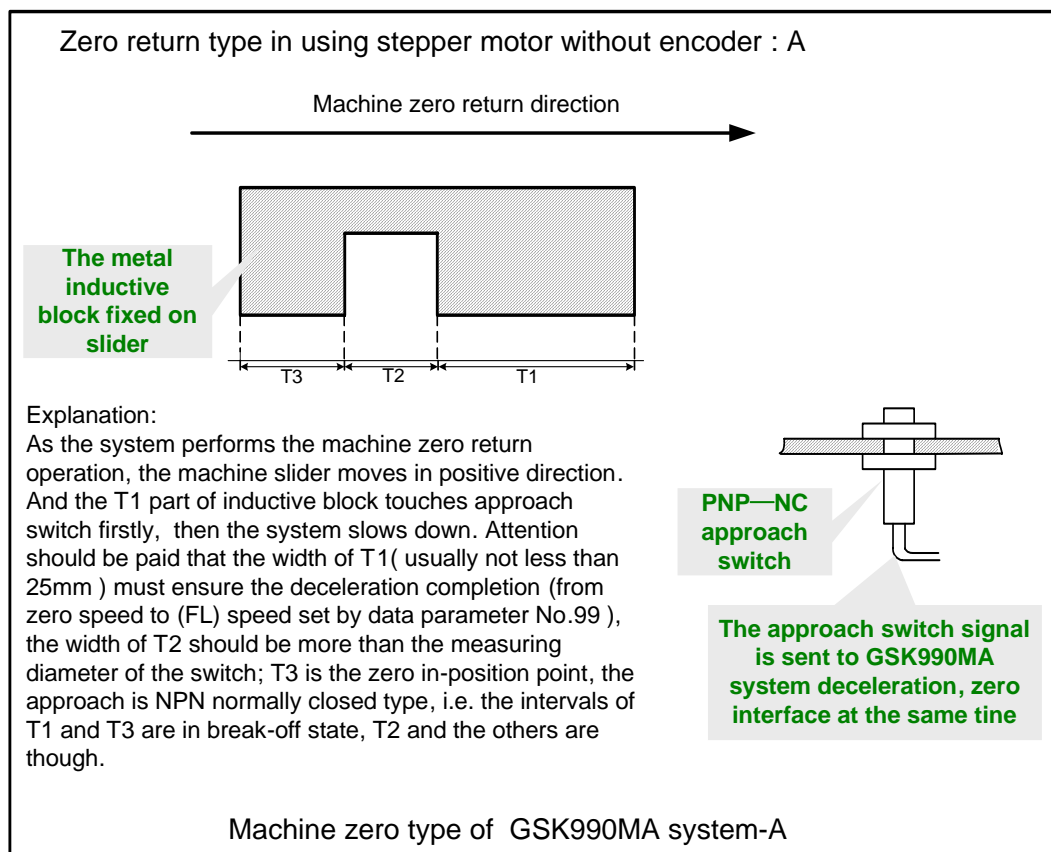 Zero return type in using stepper motor without encoder : A
Machine zero return direction
The metal
inductive
block fixed on
slider
T3
T2
T1
Explanation:
As the system performs the machine zero return
operation, the machine slider moves in positive direction.
And the T1 part of inductive block touches approach
switch firstly, then the system slows down. Attention
should be paid that the width of T1( usually not less than
25mm ) must ensure the deceleration completion (from
zero speed to (FL) speed set by data parameter No.99 ),
the width of T2 should be more than the measuring
diameter of the switch; T3 is the zero in-position point, the
approach is NPN normally closed type, i.e. the intervals of
T1 and T3 are in break-off state, T2 and the others are
though.
PNP—NC
approach
switch
The approach switch signal
is sent to GSK990MA
system deceleration, zero
interface at the same tine
Machine zero type of GSK990MA system-A